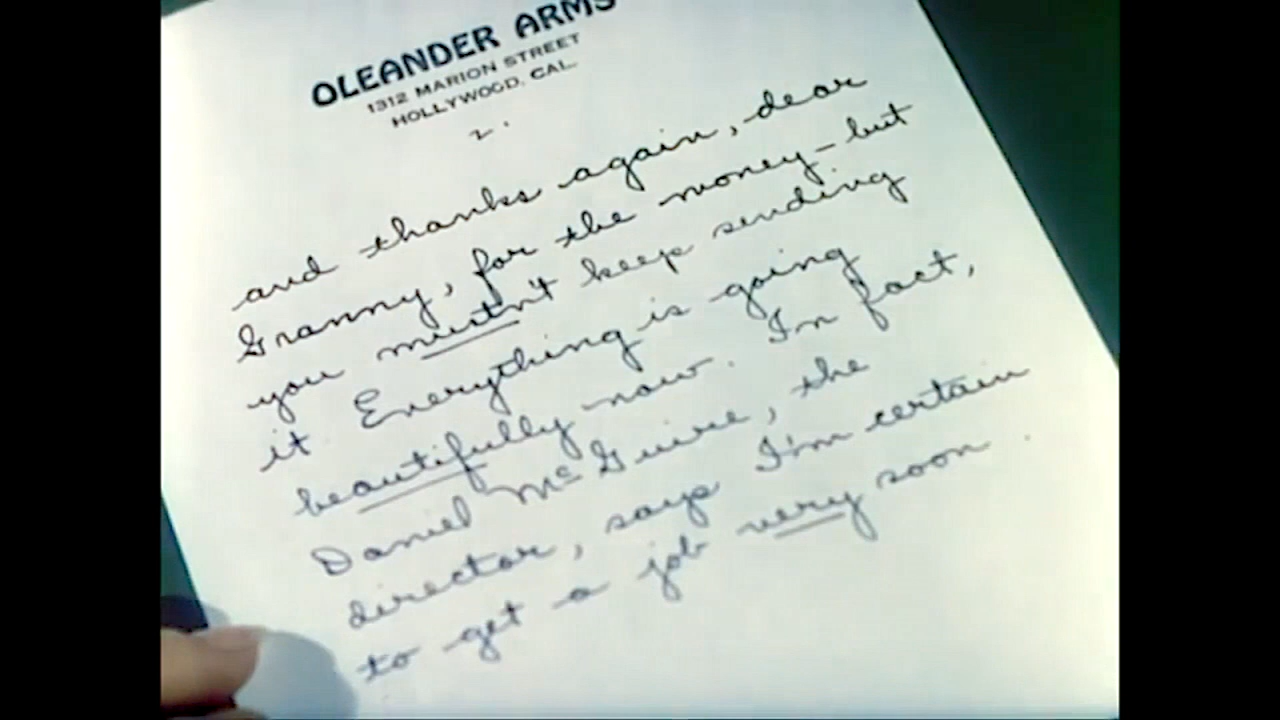 OLEANDER ARMS
1312 MARION STREET
HOLLYWOOD, CAL.
2.
and thanks again, dear
Granny, for the money - but
you mustn't keep sending
it Everything is going
beautifully now. In fact,
Daniel McGuire, the
director, says I'm certain
to get a job very soon.